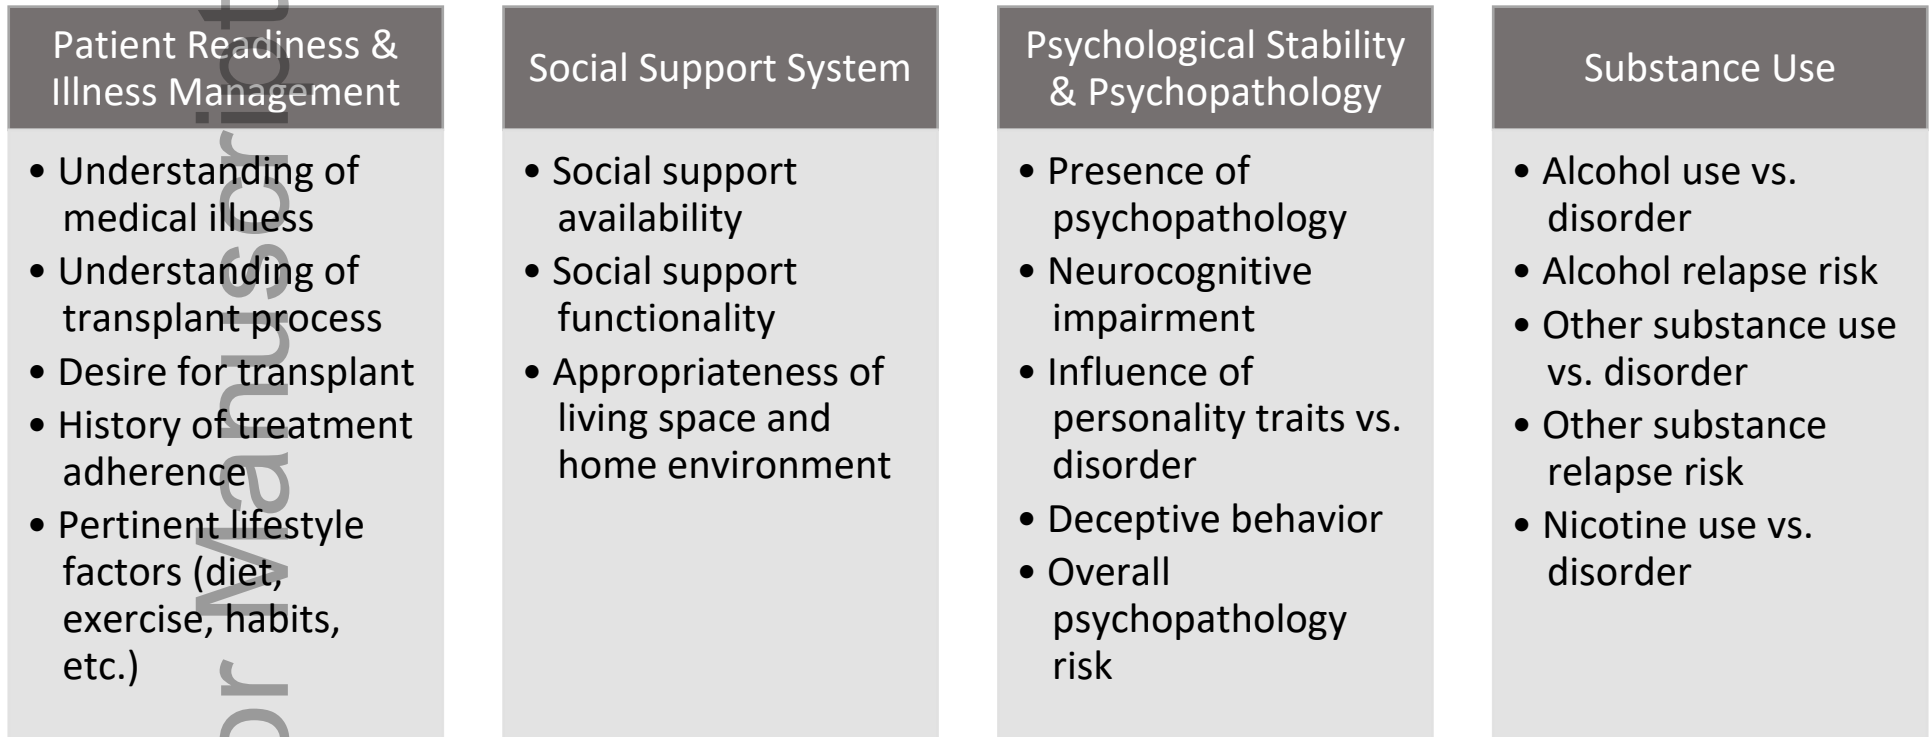 Patient Readiness &
Illness Management
• Understanding of
medical illness
• Understanding of
transplant process
• Desire for transplant
• History of treatment
adherence
• Pertinent lifestyle
factors (diet,
exercise, habits,
etc.)
Social Support System
• Social support
availability
• Social support
functionality
• Appropriateness of
living space and
home environment
Psychological Stability
& Psychopathology
• Presence of
psychopathology
• Neurocognitive
impairment
• Influence of
personality traits vs.
disorder
• Deceptive behavior
• Overall
psychopathology
risk
Substance Use
• Alcohol use vs.
disorder
• Alcohol relapse risk
• Other substance use
vs. disorder
• Other substance
relapse risk
• Nicotine use vs.
disorder
Manuscript